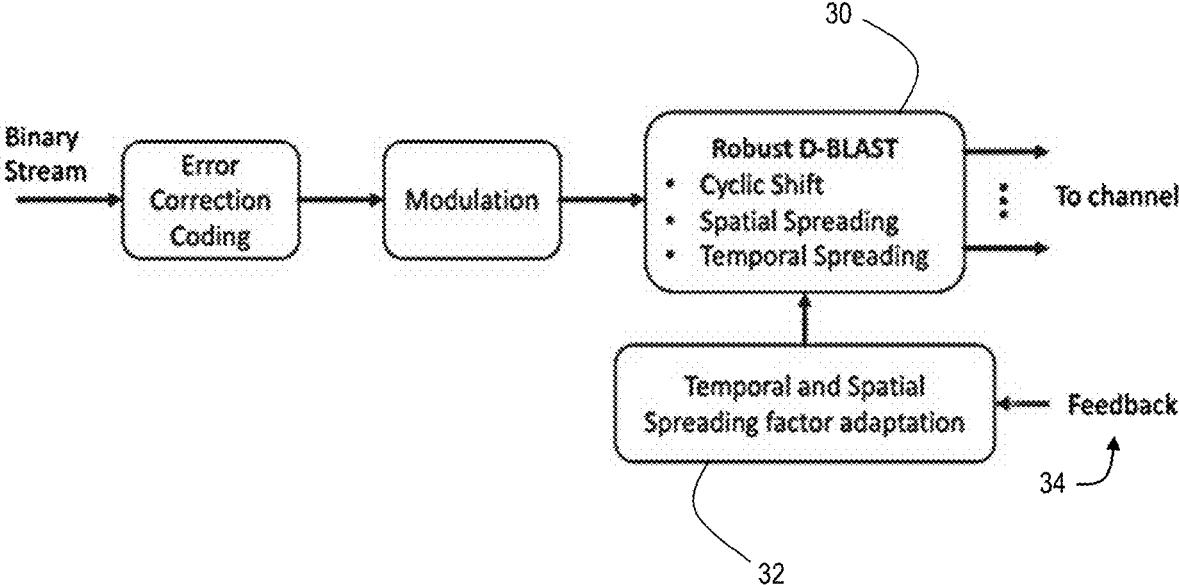 30
Binary
Stream
Error
Correction
Coding
Modulation
Robust D-BLAST
• Cyclic Shift
• Spatial Spreading
• Temporal Spreading
To channel
Temporal and Spatial
Spreading factor adaptation
Feedback
34
32